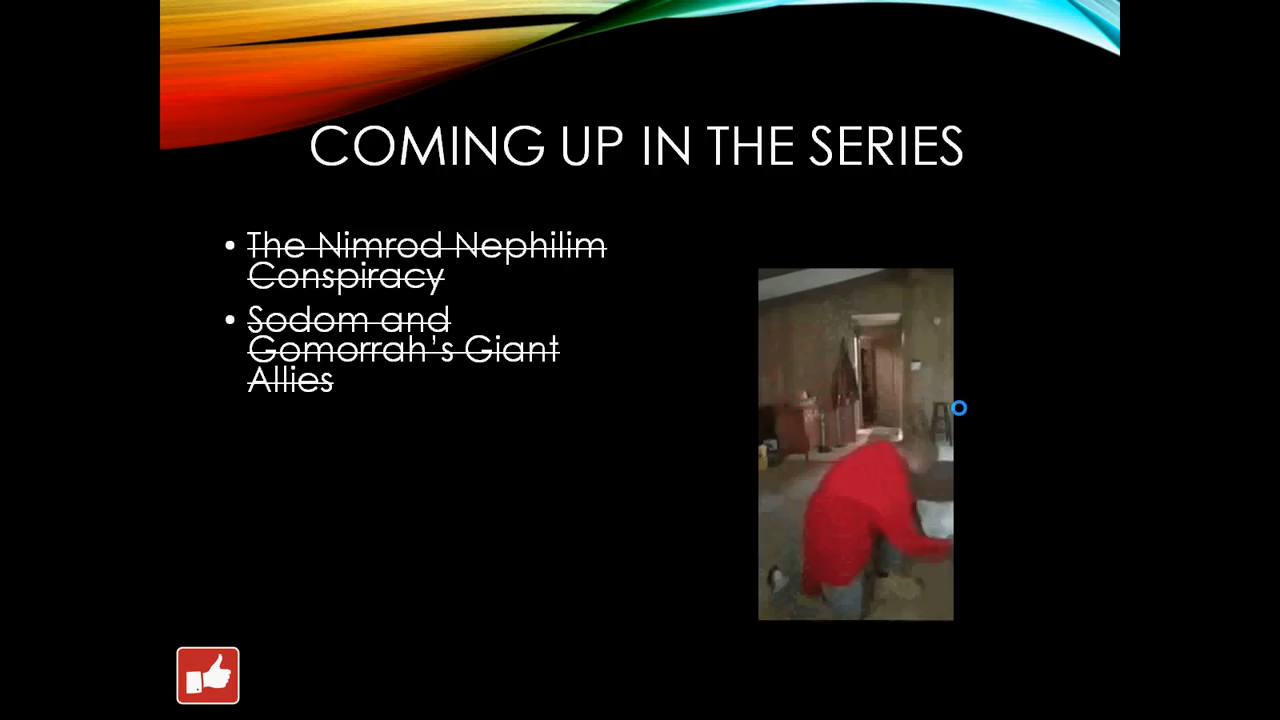 COMING UP IN THE SERIES
• The Nimrod Nephilim
Conspiracy
• Sodom and
Gomorrah's Giant
Allies